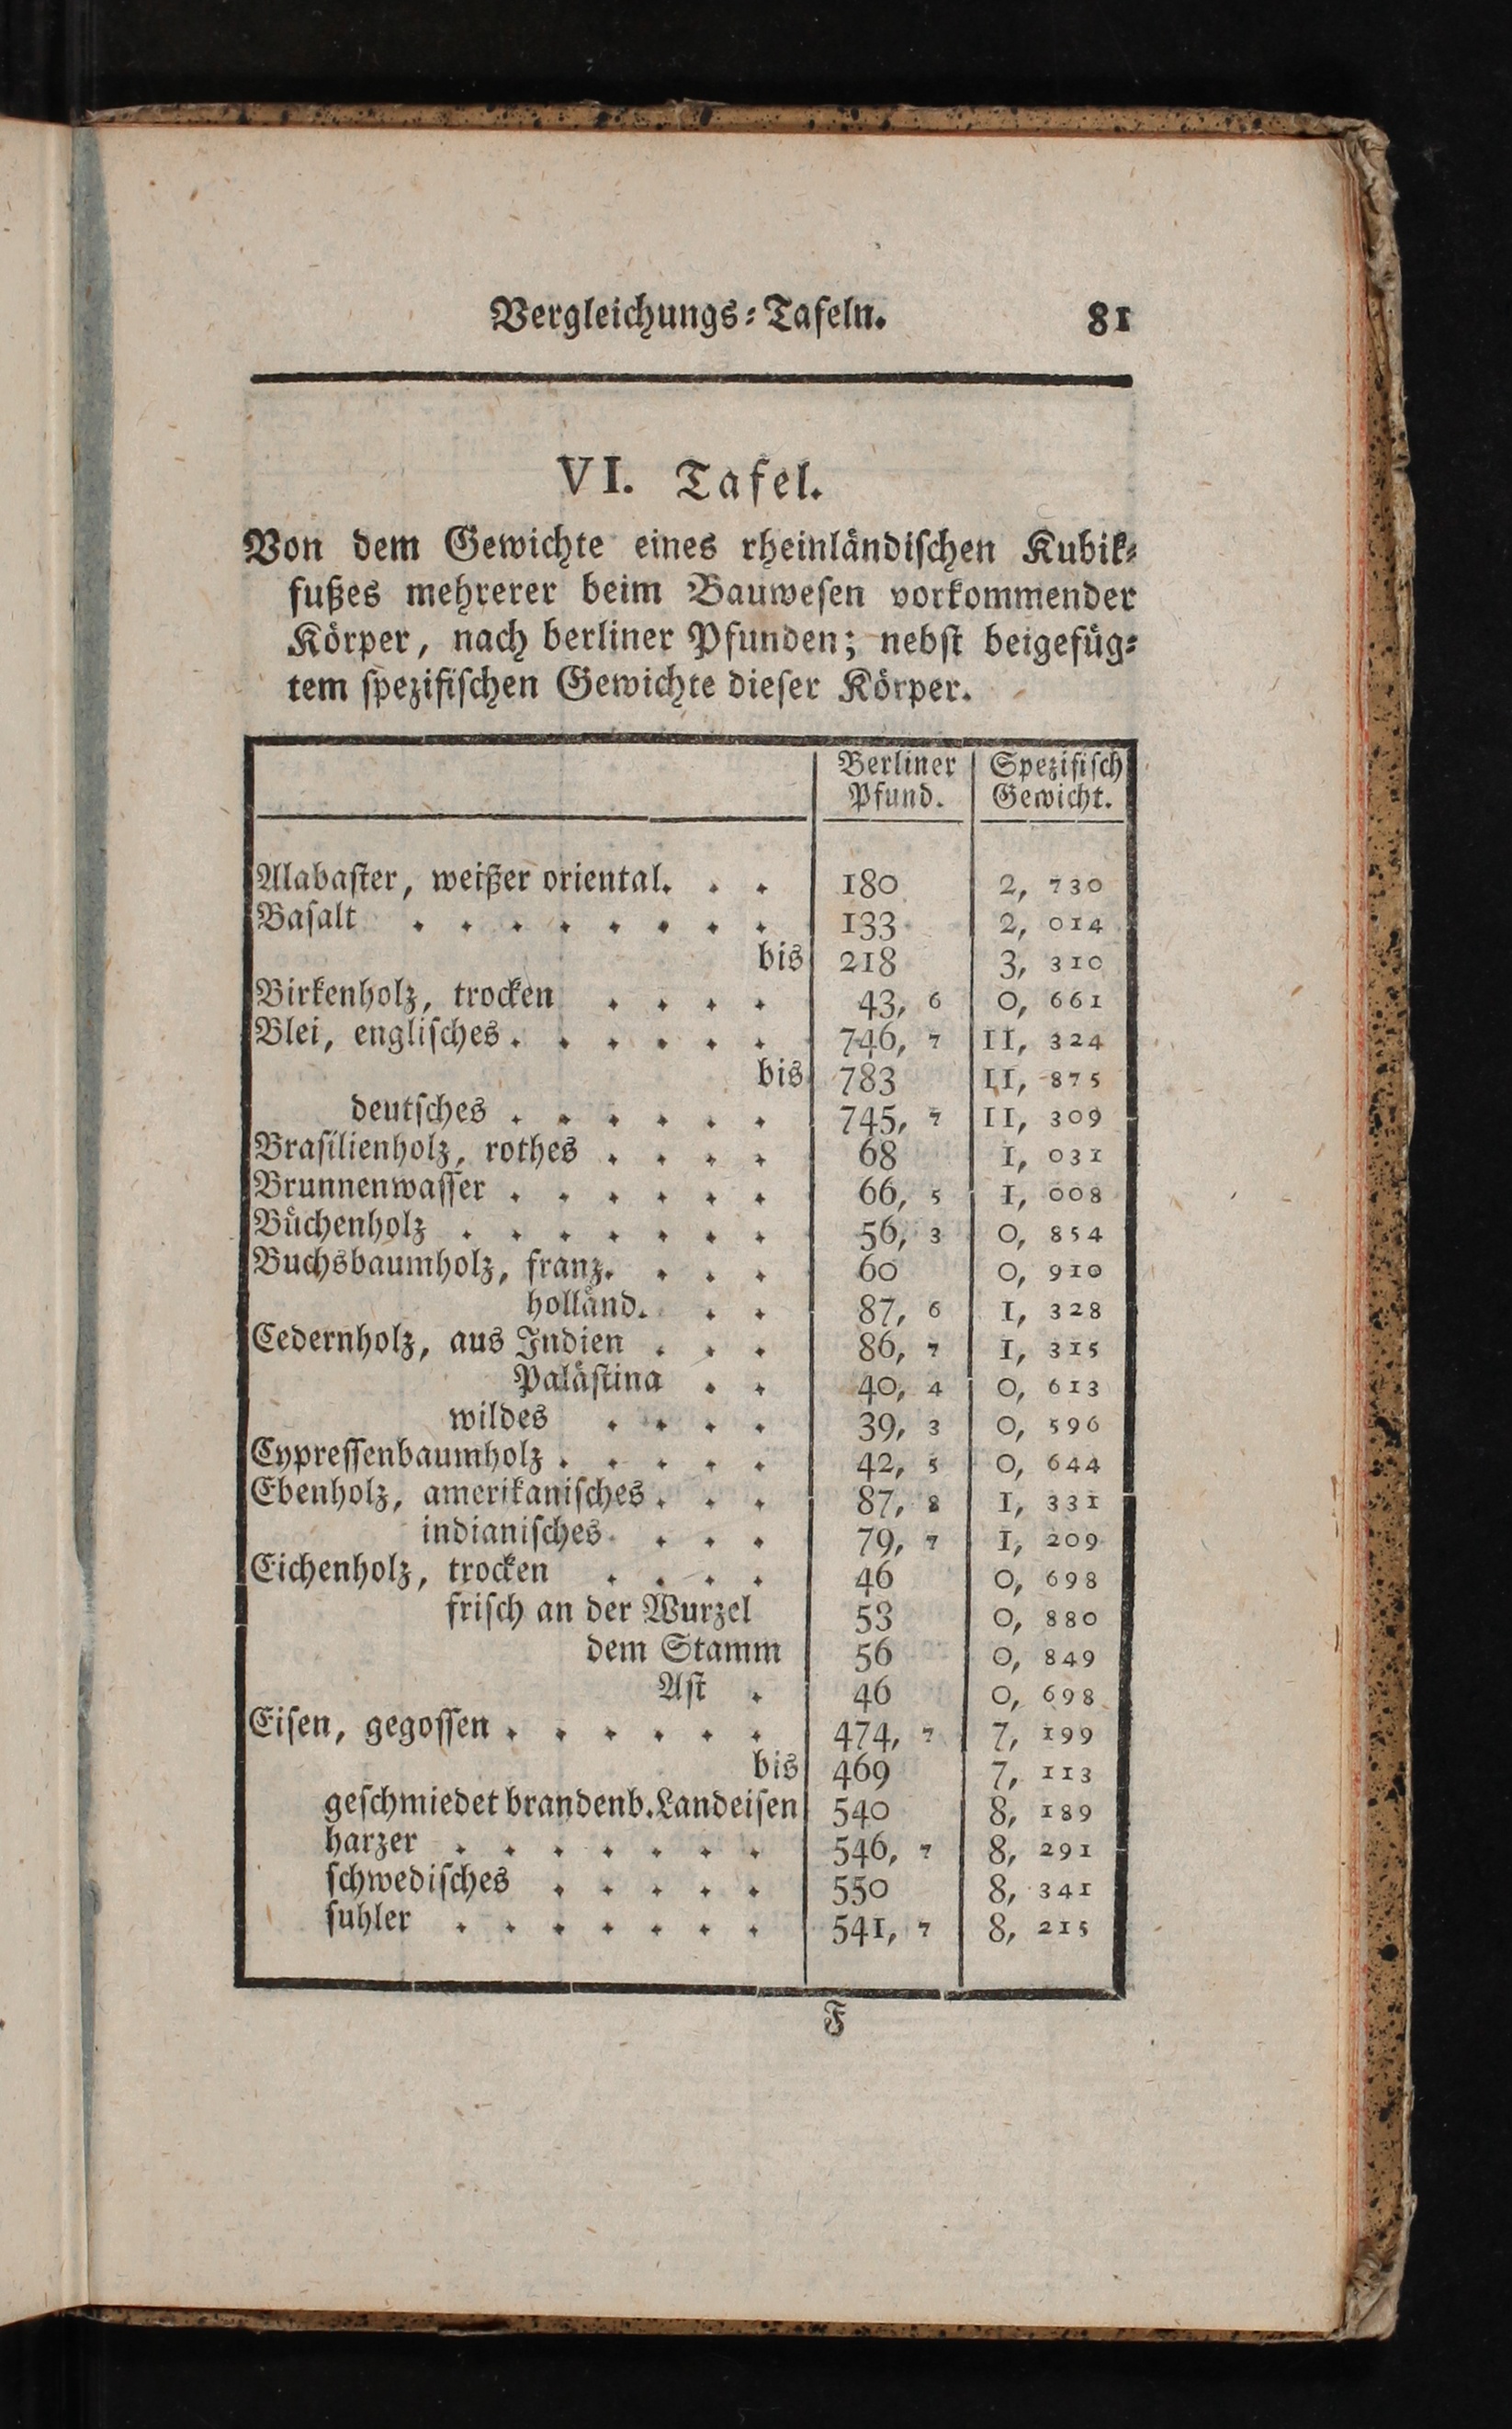 Vergleichungs-Tafeln. 81
VI. Tafel.
Von dem Gewichte eines rheinländiſchen Kubik-
fußes mehrerer beim Bauweſen vorkommender
Körper, nach berliner Pfunden; nebſt beigefüg-
tem ſpezifiſchen Gewichte dieſer Körper.
Berliner Pfund. Spezifiſch Gewicht.
Alabaſter, weißer oriental. . . 180 2, 730
Baſalt . . . . . . . . 133 2, 014
bis 218 3, 310
Birkenholz, trocken . . . . 43, 6 0, 661
Blei, engliſches . . . . . . 746, 7 11, 324
bis 783 11, 875
deutſches . . . . . . 745, 7 11, 309
Braſilienholz, rothes . . . . 68 1, 031
Brunnenwaſſer . . . . . . 66, 5 1, 008
Büchenholz . . . . . . . 56, 3 0, 854
Buchsbaumholz, franz. . . . 60 0, 910
holländ. . . 87, 6 1, 328
Cedernholz, aus Indien . . . 86, 7 1, 315
Paläſtina . . 40, 4 0, 613
wildes . . . . 39, 3 0, 596
Cypreſſenbaumholz . . . . . 42, 5 0, 644
Ebenholz, amerikaniſches . . . 87, 8 1, 331
indianiſches . . . . 79, 7 1, 209
Eichenholz, trocken . . . . 46 0, 698
friſch an der Wurzel 53 0, 880
dem Stamm 56 0, 849
Aſt . 46 0, 698
Eiſen, gegoſſen . . . . . . 474, 7 7, 199
bis 469 7, 113
geſchmiedet brandenb. Landeiſen 540 8, 189
harzer . . . . . . . 546, 7 8, 291
ſchwediſches . . . . . 550 8, 341
ſuhler . . . . . . . 541, 7 8, 215
F